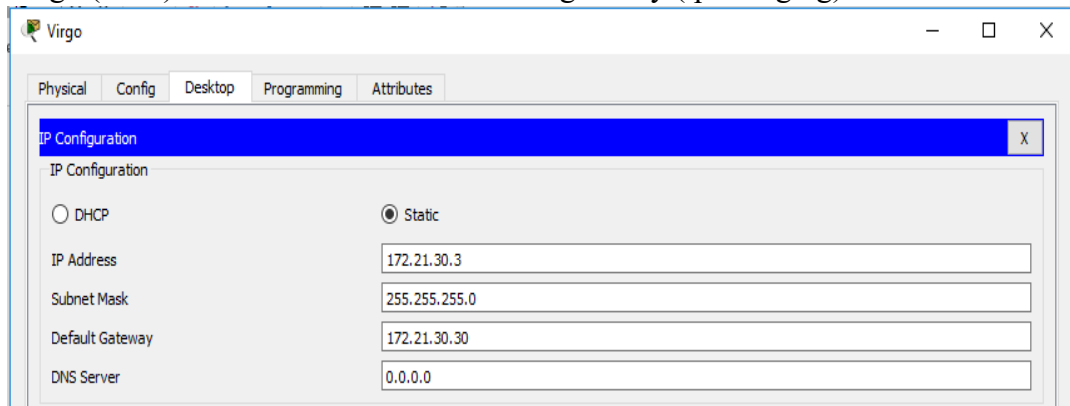 Virgo
Physical Config Desktop Programming Attributes
IP Configuration X
IP Configuration
DHCP Static
IP Address 172.21.30.3
Subnet Mask 255.255.255.0
Default Gateway 172.21.30.30
DNS Server 0.0.0.0